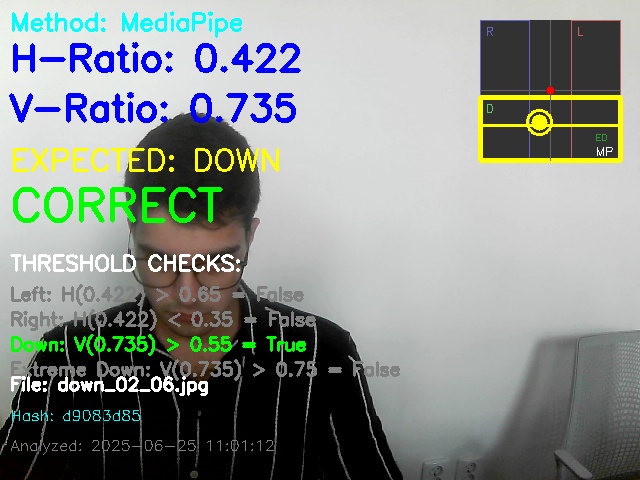 Method: MediaPipe
H-Ratio: 0.422
V-Ratio: 0.735
EXPECTED: DOWN
CORRECT
THRESHOLD CHECKS:
Left: H(0.422) > 0.65 = False
Right: H(0.422) < 0.35 = False
Down: V(0.735) > 0.55 = True
Extreme Down: V(0.735) > 0.75 = False
File: down_02_06.jpg
Hash: d9083d85
Analyzed: 2025-06-25 11:01:12
R
L
D
ED
MP